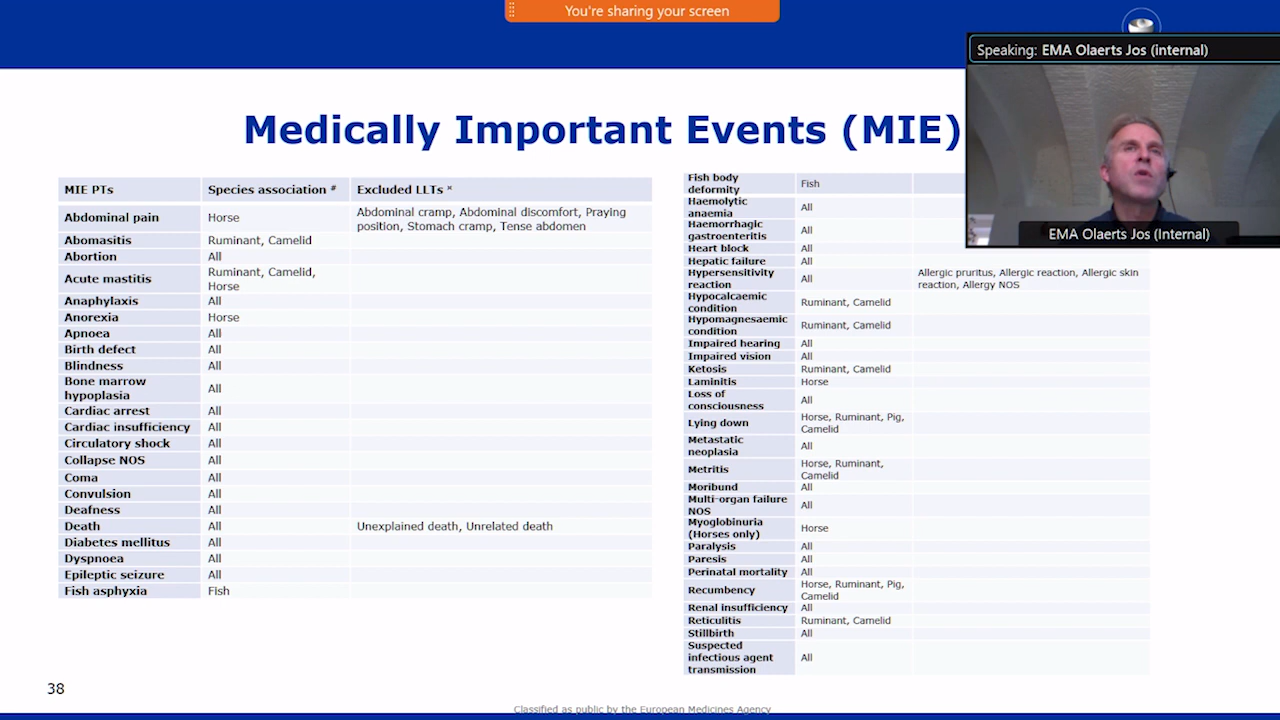 You're sharing your screen
Speaking: EMA Olaerts Jos (internal)
EMA Olaerts Jos (Internal)
Medically Important Events (MIE)
MIE PTs Species association # Excluded LLTs *
Abdominal pain Horse Abdominal cramp, Abdominal discomfort, Praying
position, Stomach cramp, Tense abdomen
Abomasitis Ruminant, Camelid
Abortion All
Acute mastitis Ruminant, Camelid,
Horse
Anaphylaxis All
Anorexia Horse
Apnoea All
Birth defect All
Blindness All
Bone marrow
hypoplasia All
Cardiac arrest All
Cardiac insufficiency All
Circulatory shock All
Collapse NOS All
Coma All
Convulsion All
Deafness All
Death All Unexplained death, Unrelated death
Diabetes mellitus All
Dyspnoea All
Epileptic seizure All
Fish asphyxia Fish
Fish body
deformity Fish
Haemolytic
anaemia All
Haemorrhagic
gastroenteritis All
Heart block All
Hepatic failure All
Hypersensitivity
reaction All Allergic pruritus, Allergic reaction, Allergic skin
reaction, Allergy NOS
Hypocalcaemic
condition Ruminant, Camelid
Hypomagnesaemic
condition Ruminant, Camelid
Impaired hearing All
Impaired vision All
Ketosis Ruminant, Camelid
Laminitis Horse
Loss of
consciousness All
Lying down Horse, Ruminant, Pig,
Camelid
Metastatic
neoplasia All
Metritis Horse, Ruminant,
Camelid
Moribund All
Multi-organ failure
NOS All
Myoglobinuria
(Horses only) Horse
Paralysis All
Paresis All
Perinatal mortality All
Recumbency Horse, Ruminant, Pig,
Camelid
Renal insufficiency All
Reticulitis Ruminant, Camelid
Stillbirth All
Suspected
infectious agent
transmission All
38
Classified as public by the European Medicines Agency